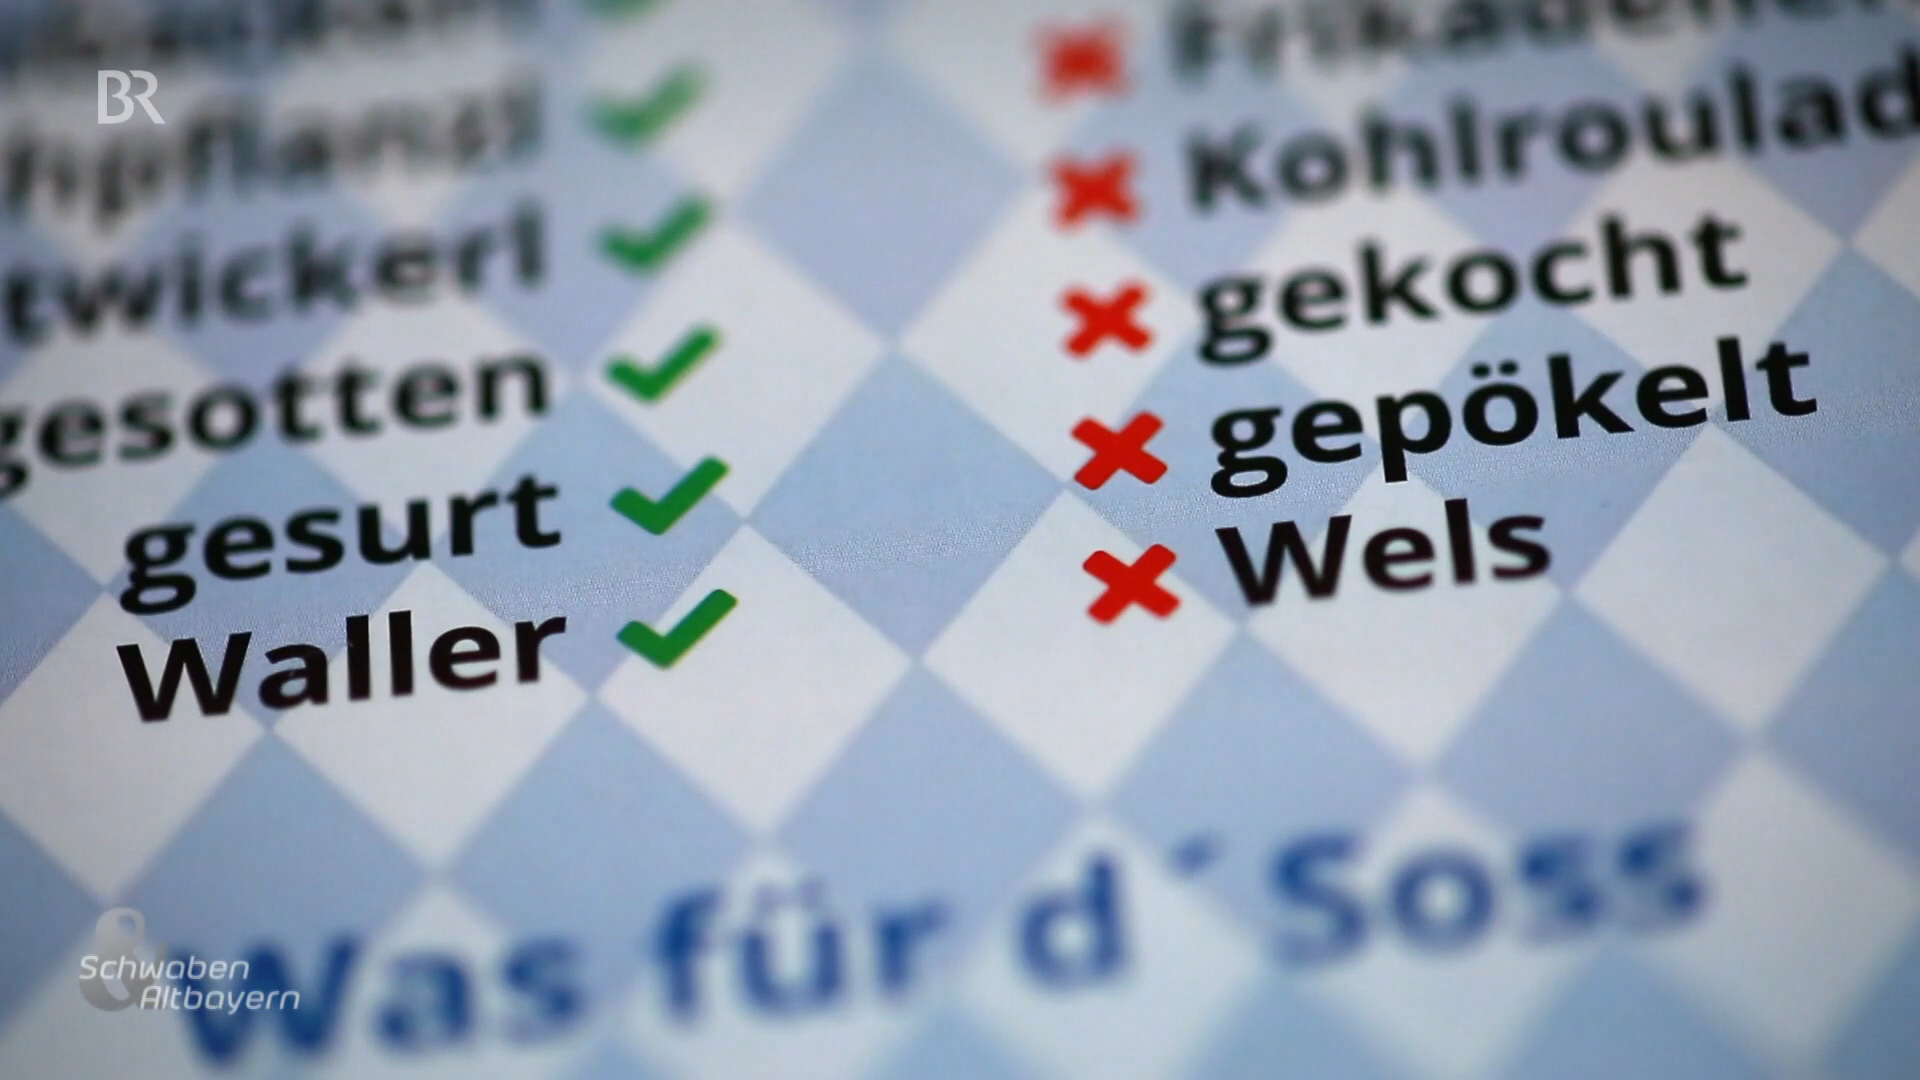 BR
Kohlroulad
twickerl
gekocht
gesotten
gepökelt
gesurt
Wels
Waller
Was für d´Soss
Schwaben
& Altbayern